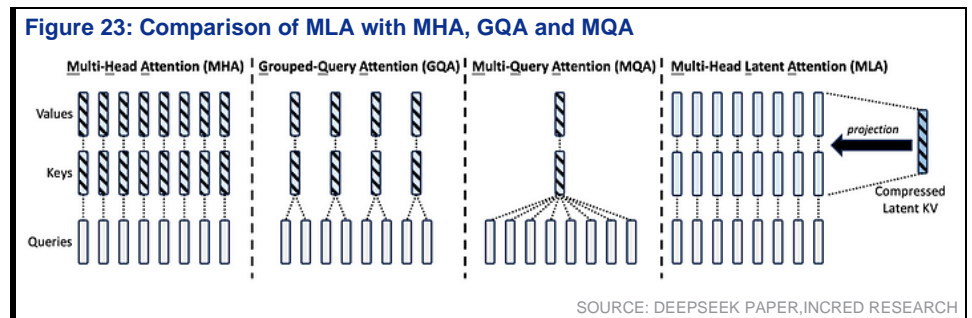 Figure 23: Comparison of MLA with MHA, GQA and MQA
Multi-Head Attention (MHA) Grouped-Query Attention (GQA) Multi-Query Attention (MQA) Multi-Head Latent Attention (MLA)
Values
projection
Keys
Compressed
Latent KV
Queries
SOURCE: DEEPSEEK PAPER,INCRED RESEARCH